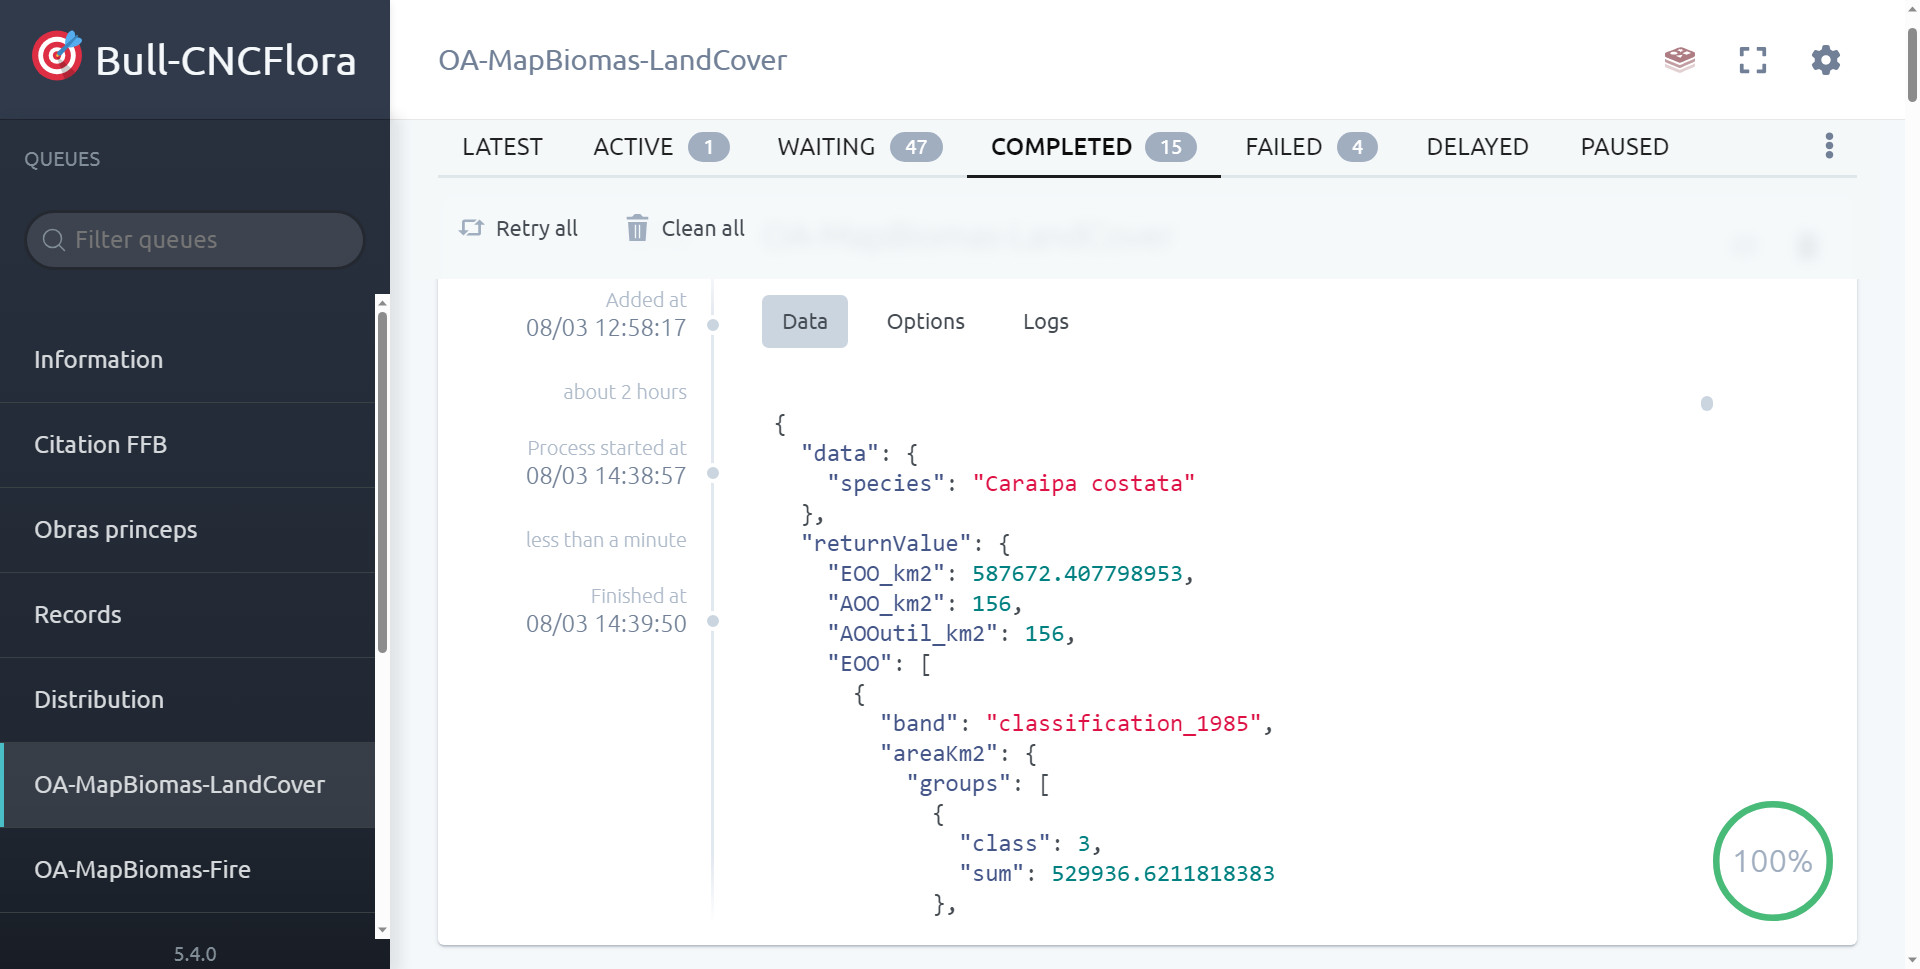 Bull-CNCFlora
QUEUES
Filter queues
Information
Citation FFB
Obras princeps
Records
Distribution
OA-MapBiomas-LandCover
OA-MapBiomas-Fire
5.4.0
OA-MapBiomas-LandCover
LATEST ACTIVE 1 WAITING 47 COMPLETED 15 FAILED 4 DELAYED PAUSED
Retry all Clean all OA-MapBiomas-LandCover
Added at
08/03 12:58:17
about 2 hours
Process started at
08/03 14:38:57
less than a minute
Finished at
08/03 14:39:50
Data Options Logs
{
"data": {
"species": "Caraipa costata"
},
"returnValue": {
"EOO_km2": 587672.407798953,
"AOO_km2": 156,
"AOOutil_km2": 156,
"EOO": [
{
"band": "classification_1985",
"areaKm2": {
"groups": [
{
"class": 3,
"sum": 529936.6211818383
},
100%